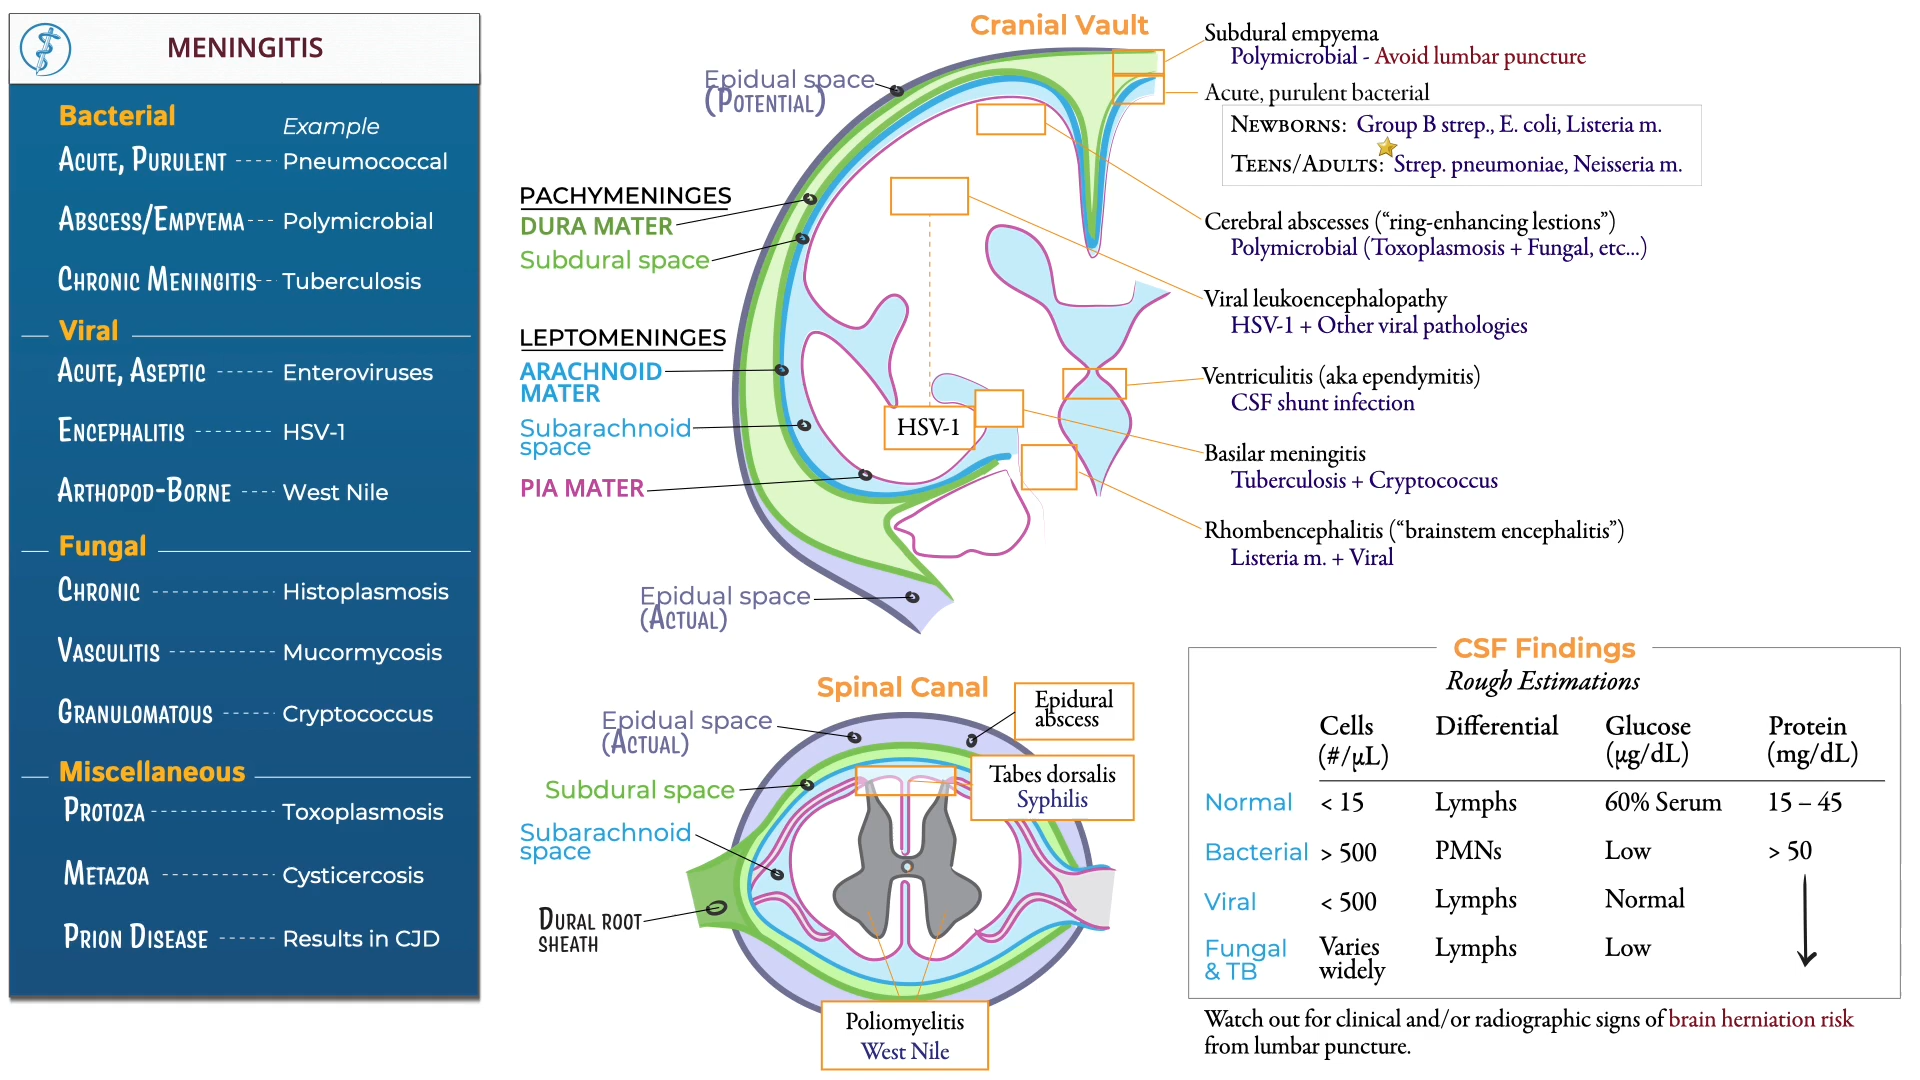 MENINGITIS
Bacterial
Example
Acute, Purulent ---- Pneumococcal
Abscess/Empyema --- Polymicrobial
Chronic Meningitis -- Tuberculosis
Viral
Acute, Aseptic ------ Enteroviruses
Encephalitis -------- HSV-1
Arthopod-Borne ---- West Nile
Fungal
Chronic ------------- Histoplasmosis
Vasculitis ----------- Mucormycosis
Granulomatous ------ Cryptococcus
Miscellaneous
Protoza ------------- Toxoplasmosis
Metazoa ------------ Cysticercosis
Prion Disease ------ Results in CJD
Cranial Vault
Epidual space
(Potential)
PACHYMENINGES
DURA MATER
Subdural space
LEPTOMENINGES
ARACHNOID
MATER
Subarachnoid
space
PIA MATER
Epidual space
(Actual)
HSV-1
Subdural empyema
Polymicrobial - Avoid lumbar puncture
Acute, purulent bacterial
Newborns: Group B strep., E. coli, Listeria m.
Teens/Adults: Strep. pneumoniae, Neisseria m.
Cerebral abscesses (“ring-enhancing lestions”)
Polymicrobial (Toxoplasmosis + Fungal, etc...)
Viral leukoencephalopathy
HSV-1 + Other viral pathologies
Ventriculitis (aka ependymitis)
CSF shunt infection
Basilar meningitis
Tuberculosis + Cryptococcus
Rhombencephalitis (“brainstem encephalitis”)
Listeria m. + Viral
Spinal Canal
Epidual space
(Actual)
Subdural space
Subarachnoid
space
Dural root
sheath
Epidural
abscess
Tabes dorsalis
Syphilis
Poliomyelitis
West Nile
CSF Findings
Rough Estimations
Cells Differential Glucose Protein
(#/µL) (µg/dL) (mg/dL)
Normal < 15 Lymphs 60% Serum 15 – 45
Bacterial > 500 PMNs Low > 50
Viral < 500 Lymphs Normal
Fungal Varies Lymphs Low
& TB widely
Watch out for clinical and/or radiographic signs of brain herniation risk
from lumbar puncture.